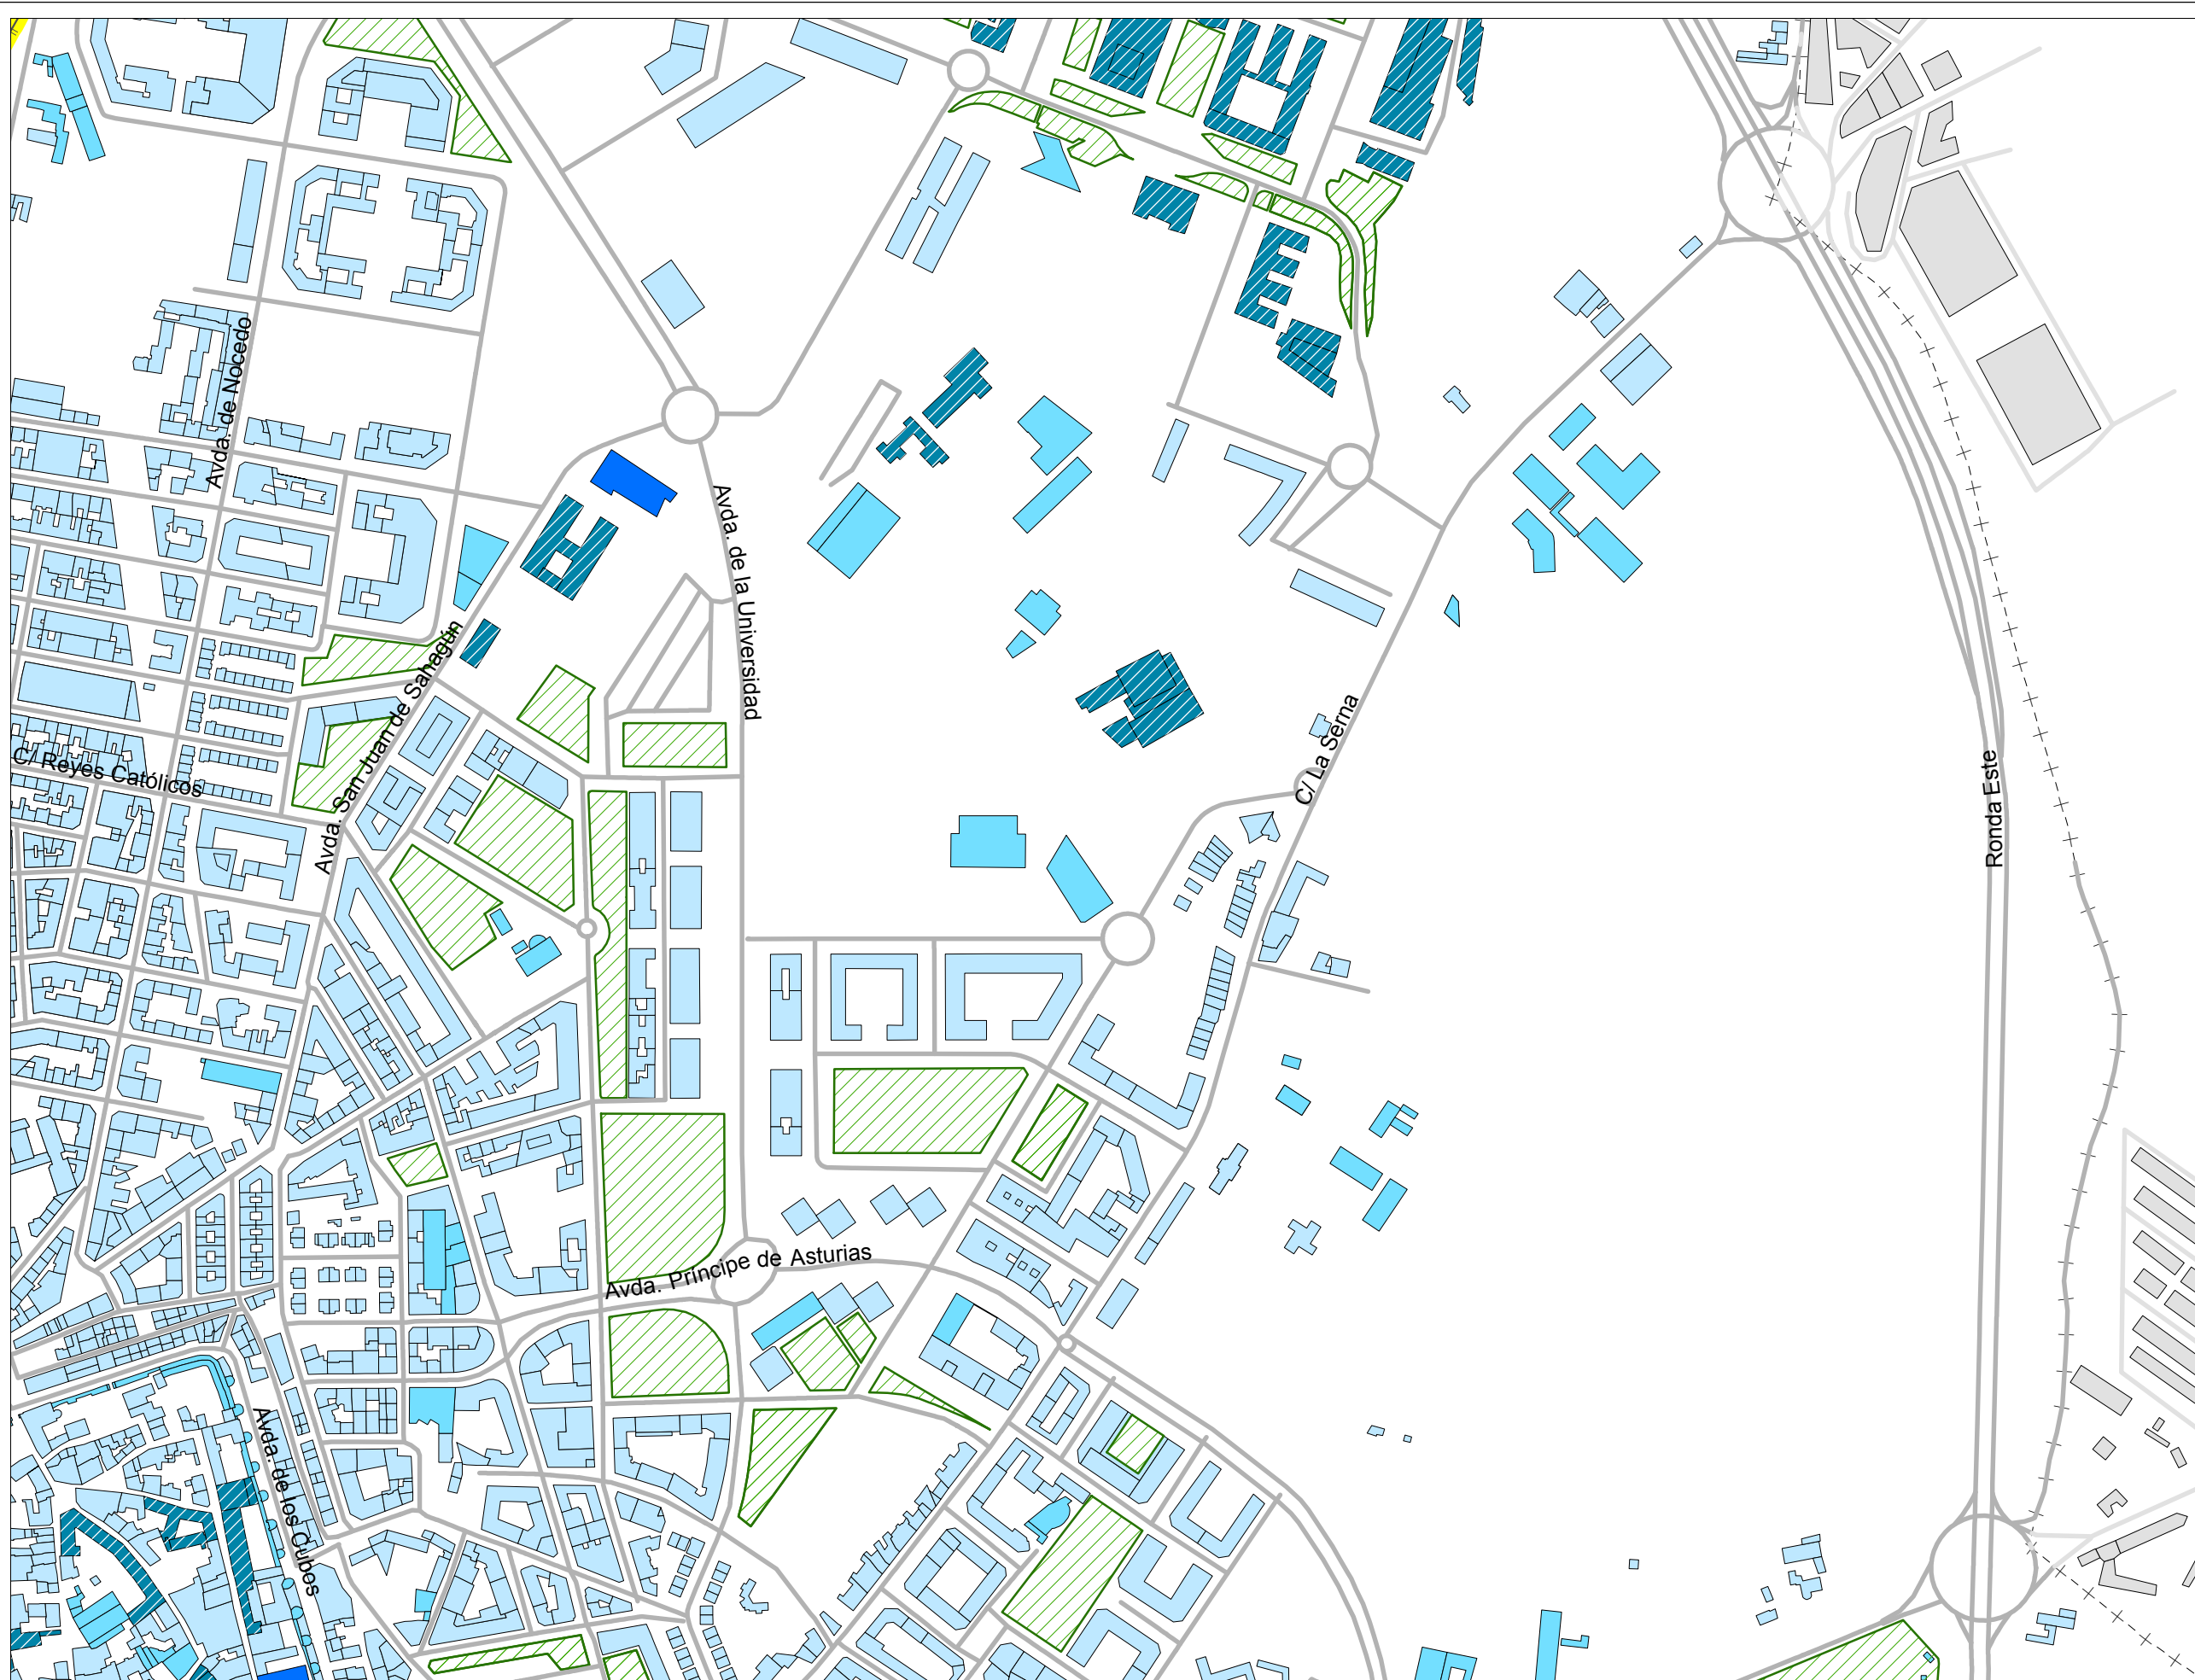 Avda. de Nocedo
Avda. de la Universidad
Avda. San Juan de Sahagún
C/ Reyes Católicos
C/ La Serna
Ronda Este
Avda. Príncipe de Asturias
Avda. de los Cubos